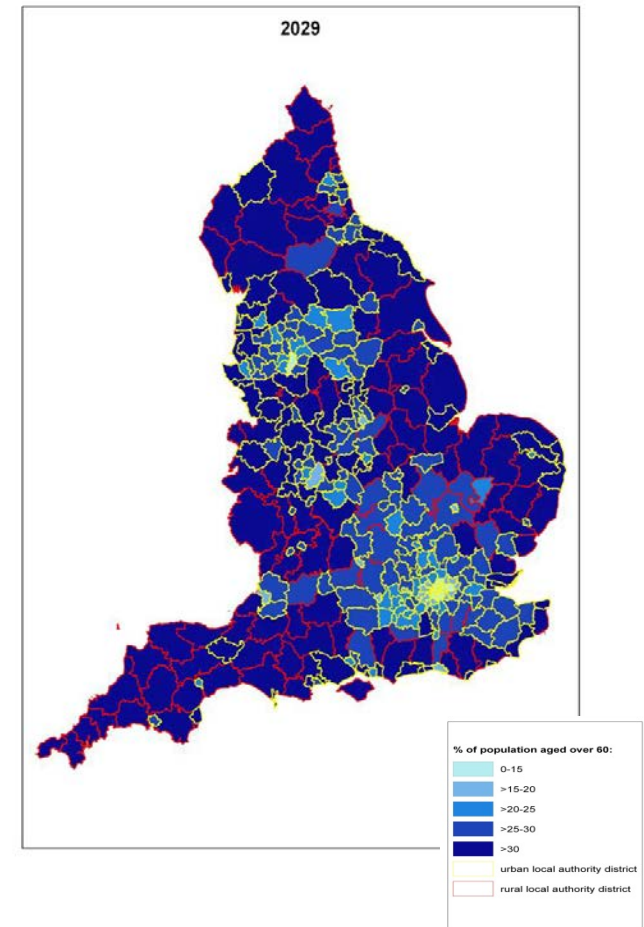 2029
% of population aged over 60:
0-15
>15-20
>20-25
>25-30
>30
urban local authority district
rural local authority district